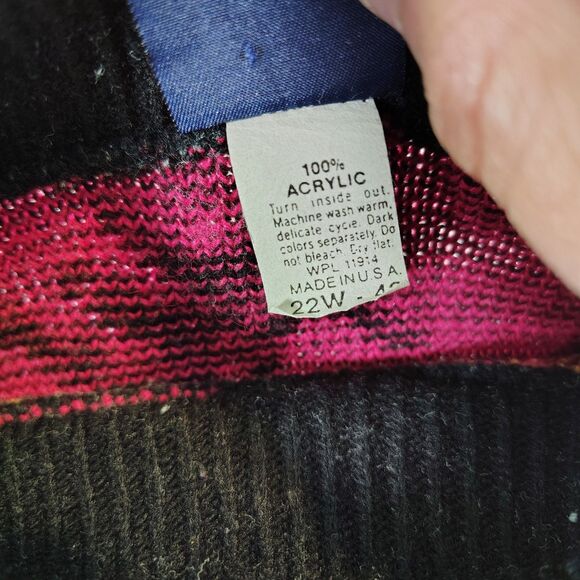 100%
ACRYLIC
Turn inside out.
Machine wash warm,
delicate cycle. Dark
colors separately. Do
not bleach. Dry flat.
WPL 11914
MADE IN U.S.A.
22W -